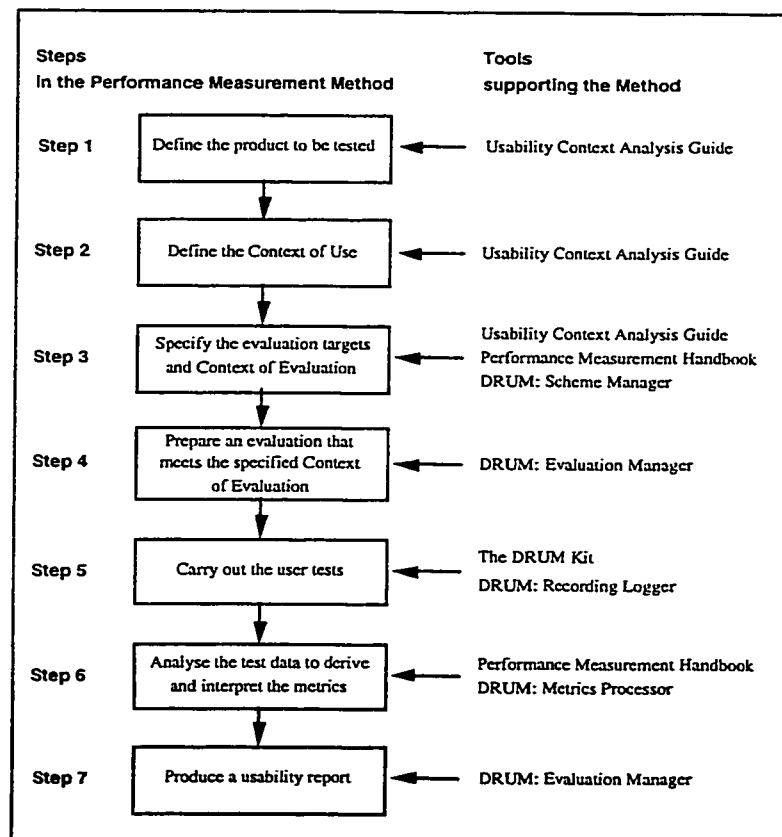 Steps
in the Performance Measurement Method
Tools
supporting the Method
Step 1
Define the product to be tested
Usability Context Analysis Guide
Step 2
Define the Context of Use
Usability Context Analysis Guide
Step 3
Specify the evaluation targets
and Context of Evaluation
Usability Context Analysis Guide
Performance Measurement Handbook
DRUM: Scheme Manager
Step 4
Prepare an evaluation that
meets the specified Context
of Evaluation
DRUM: Evaluation Manager
Step 5
Carry out the user tests
The DRUM Kit
DRUM: Recording Logger
Step 6
Analyse the test data to derive
and interpret the metrics
Performance Measurement Handbook
DRUM: Metrics Processor
Step 7
Produce a usability report
DRUM: Evaluation Manager